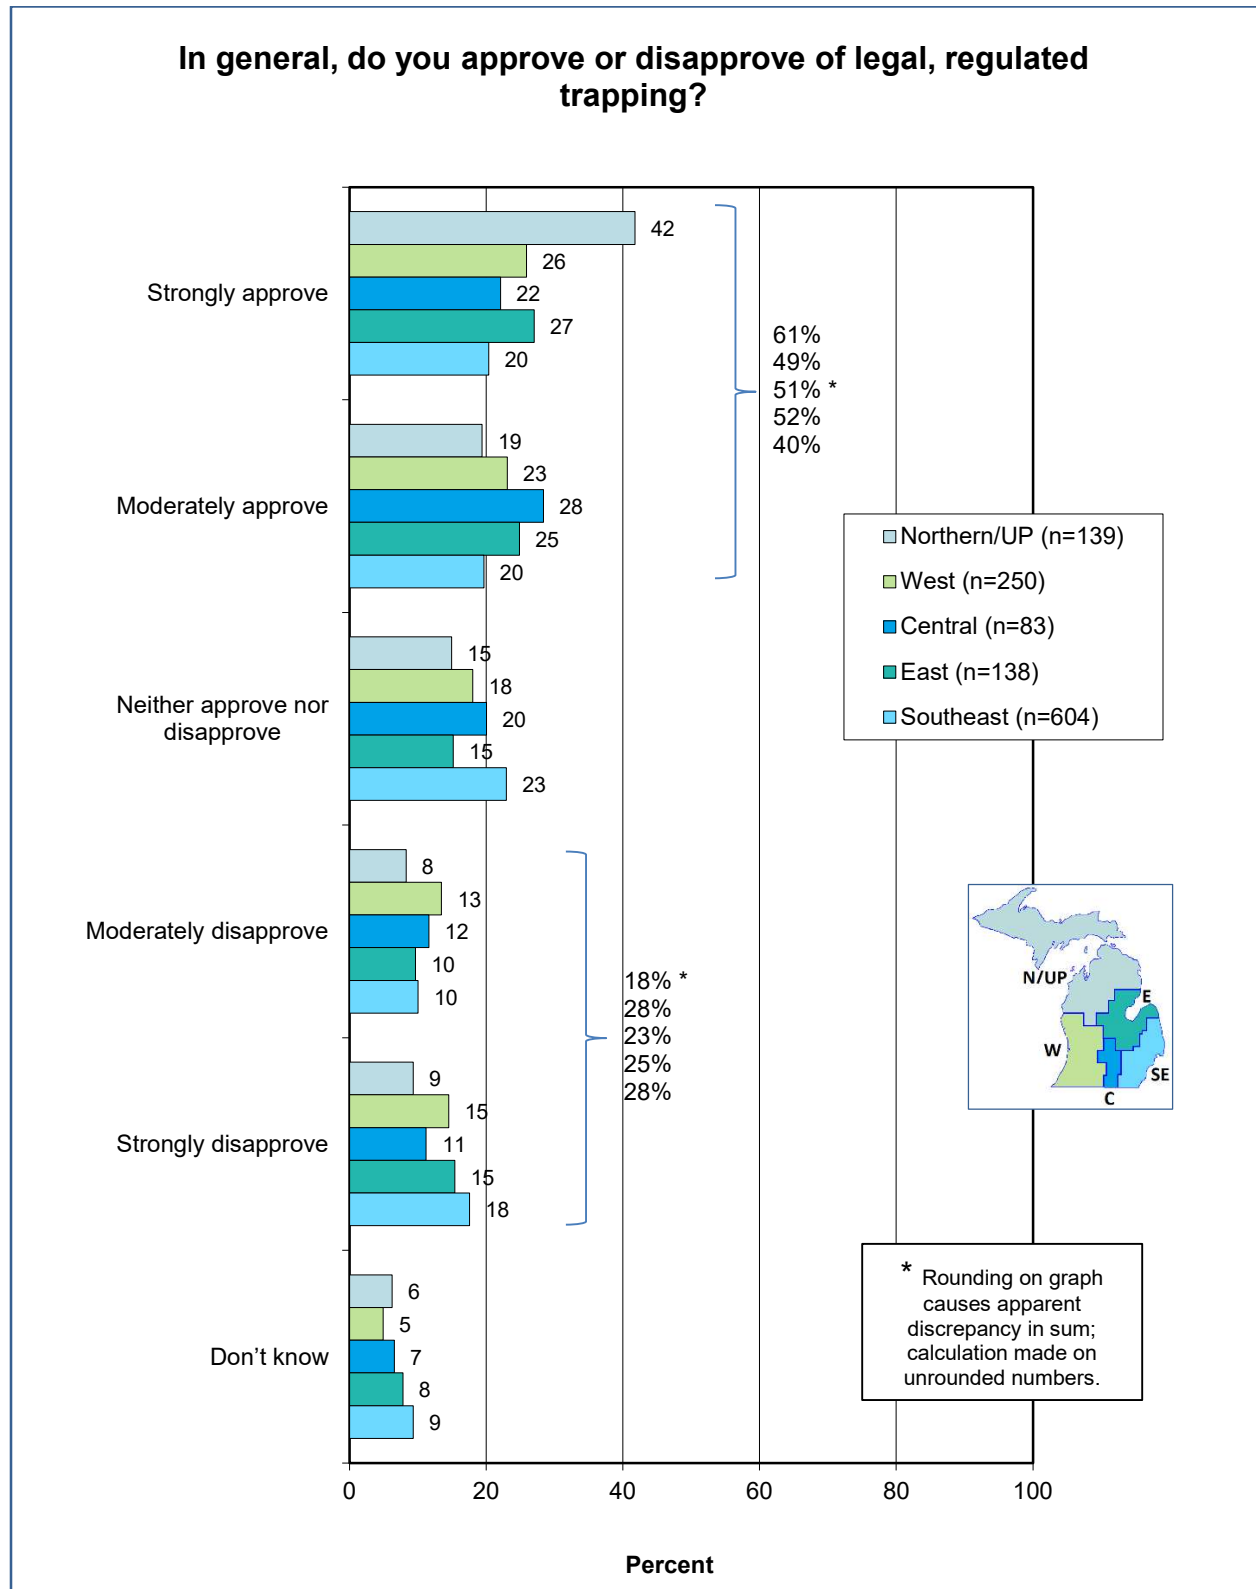 In general, do you approve or disapprove of legal, regulated
trapping?
Strongly approve
42
26
22
27
20
61%
49%
51% *
52%
40%
Moderately approve
19
23
28
25
20
Northern/UP (n=139)
West (n=250)
Central (n=83)
East (n=138)
Southeast (n=604)
Neither approve nor
disapprove
15
18
20
15
23
Moderately disapprove
8
13
12
10
10
18% *
28%
23%
25%
28%
N/UP
E
W
SE
C
Strongly disapprove
9
15
11
15
18
Don't know
6
5
7
8
9
* Rounding on graph
causes apparent
discrepancy in sum;
calculation made on
unrounded numbers.
0 20 40 60 80 100
Percent